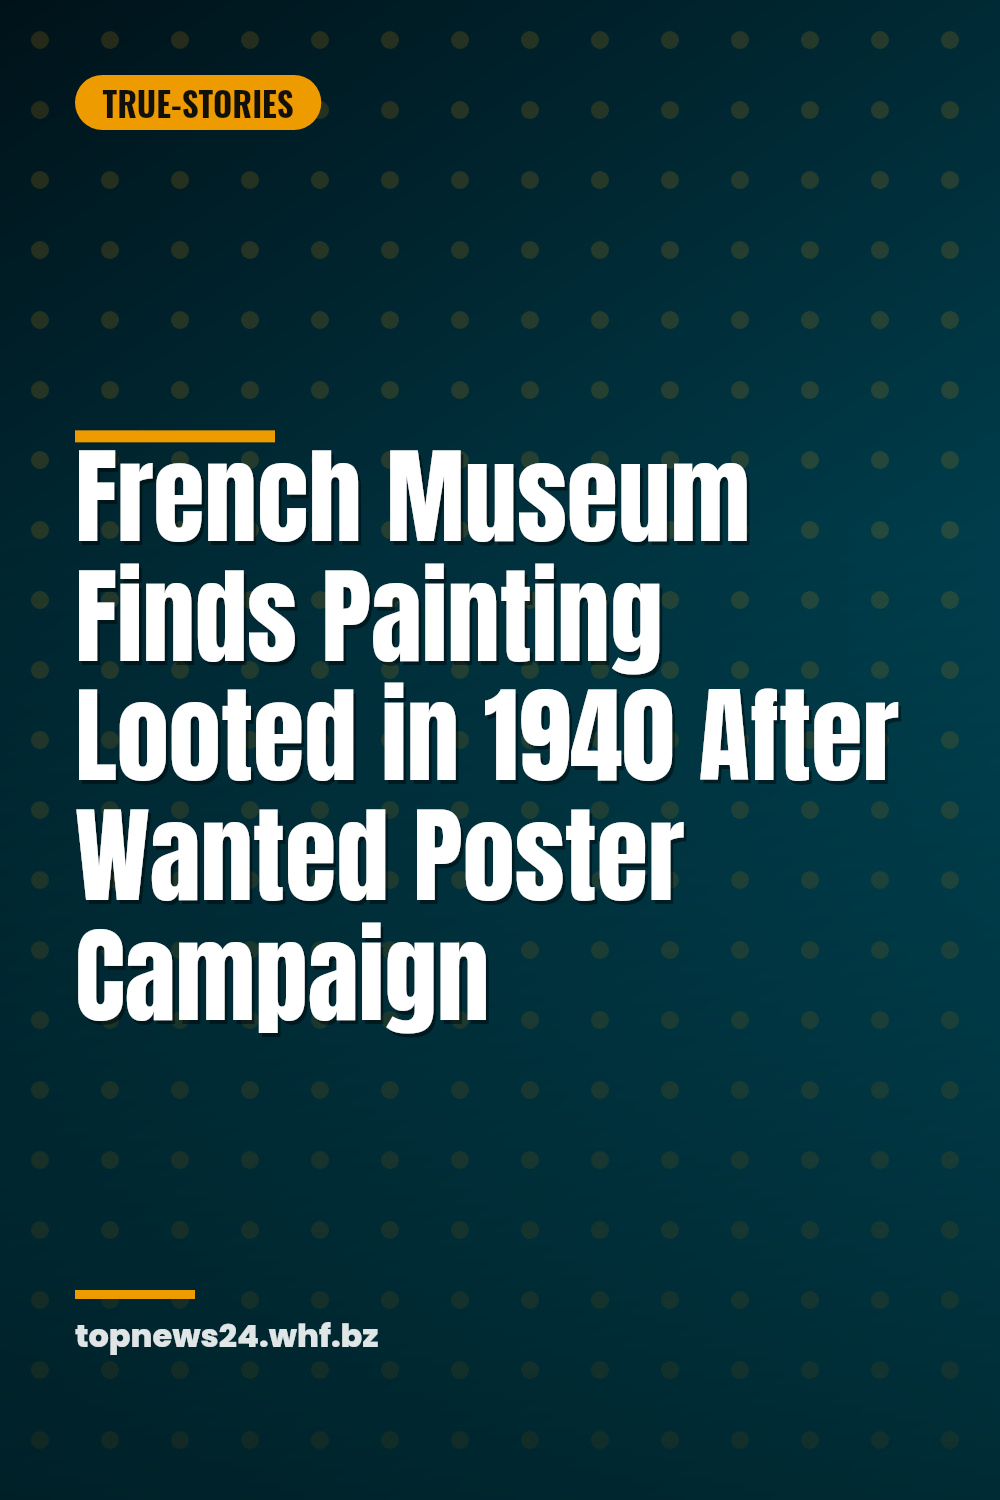 TRUE-STORIES
French Museum
Finds Painting
Looted in 1940 After
Wanted Poster
Campaign
topnews24.whf.bz